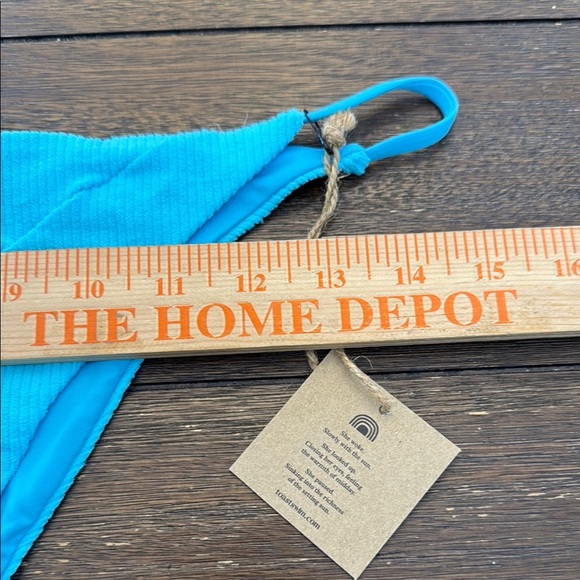 9 10 11 12 13 14 15 16
THE HOME DEPOT
She woke.
Slowly with the sun.
She looked up.
Closing her eyes, feeling
the warmth of midday.
She paused.
Sinking into the richness
of the setting sun.
toastswim.com